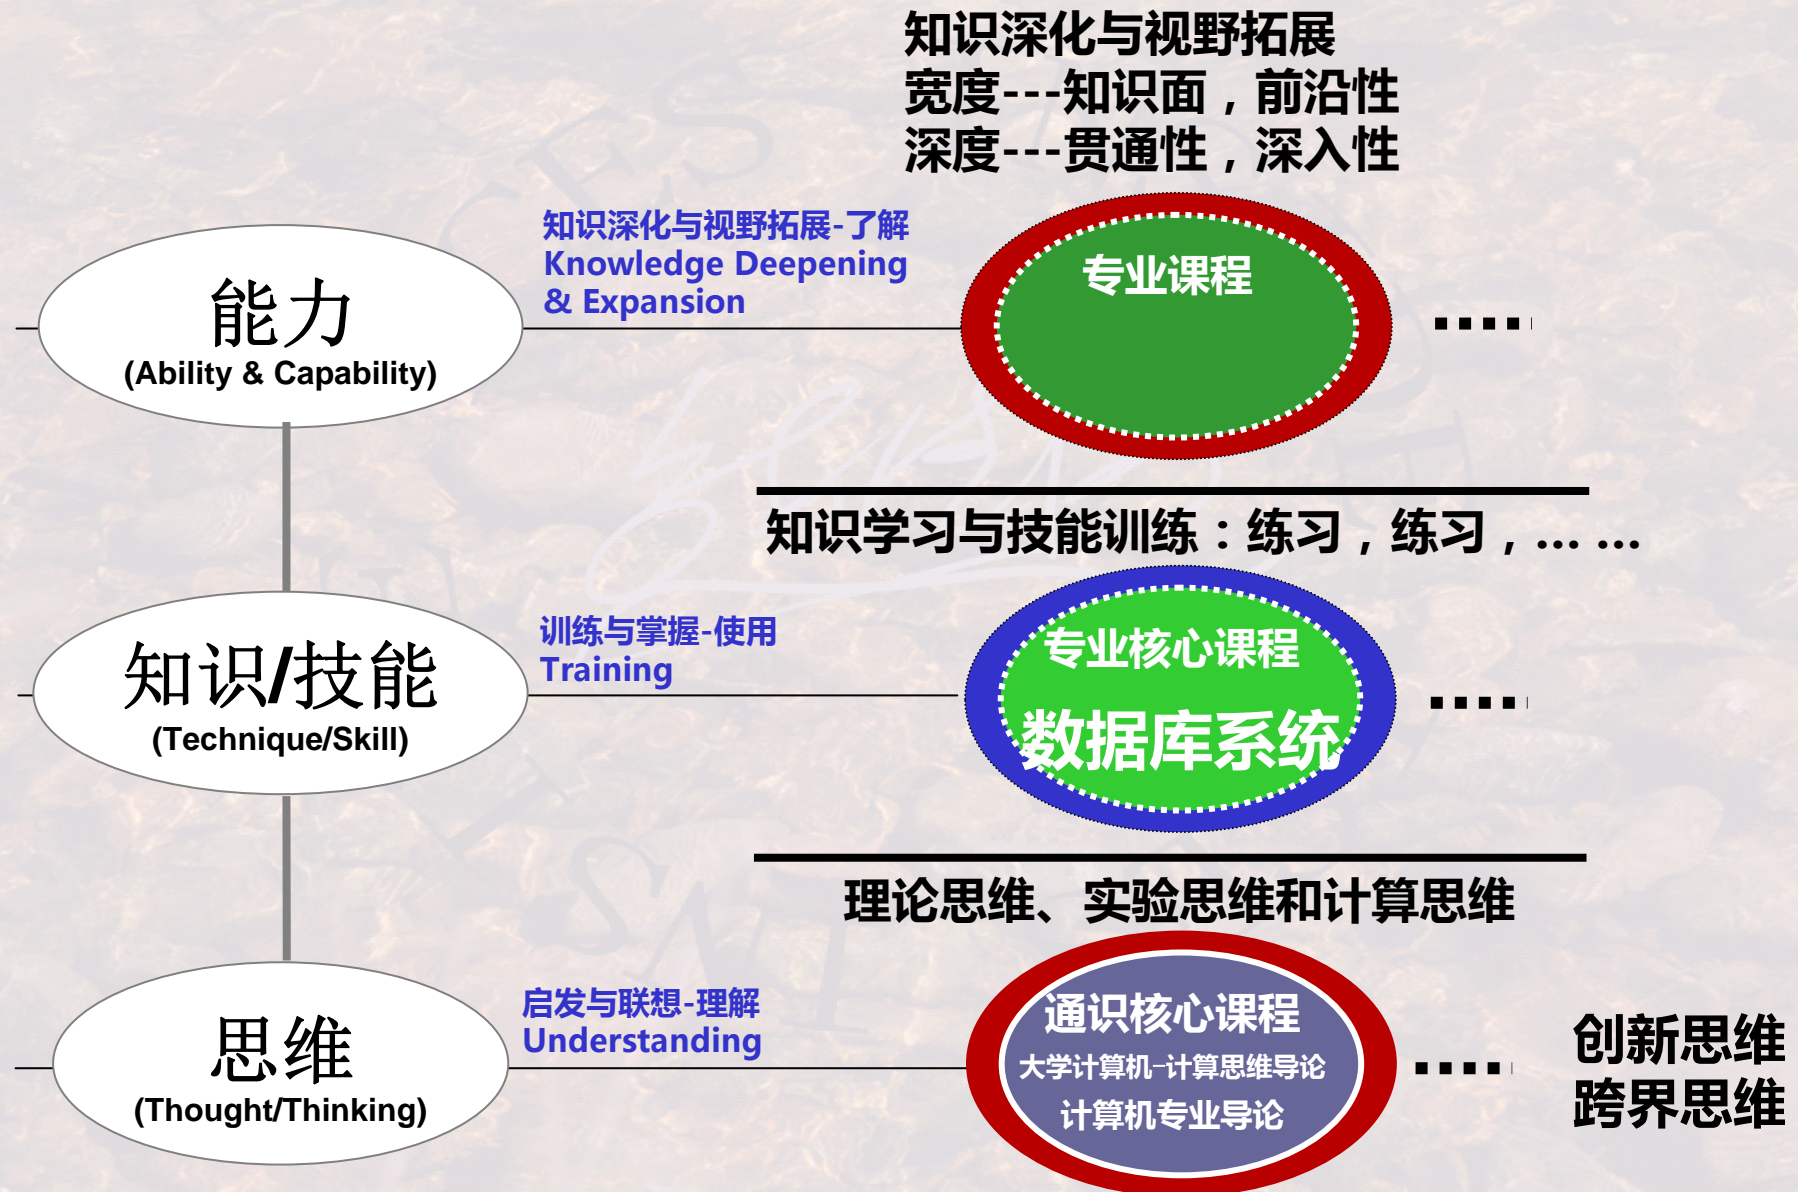 知识深化与视野拓展
宽度---知识面，前沿性
深度---贯通性，深入性
知识深化与视野拓展-了解
Knowledge Deepening
& Expansion
能力
(Ability & Capability)
专业课程
知识学习与技能训练：练习，练习，... ...
训练与掌握-使用
Training
知识/技能
(Technique/Skill)
专业核心课程
数据库系统
理论思维、实验思维和计算思维
启发与联想-理解
Understanding
思维
(Thought/Thinking)
通识核心课程
大学计算机-计算思维导论
计算机专业导论
创新思维
跨界思维